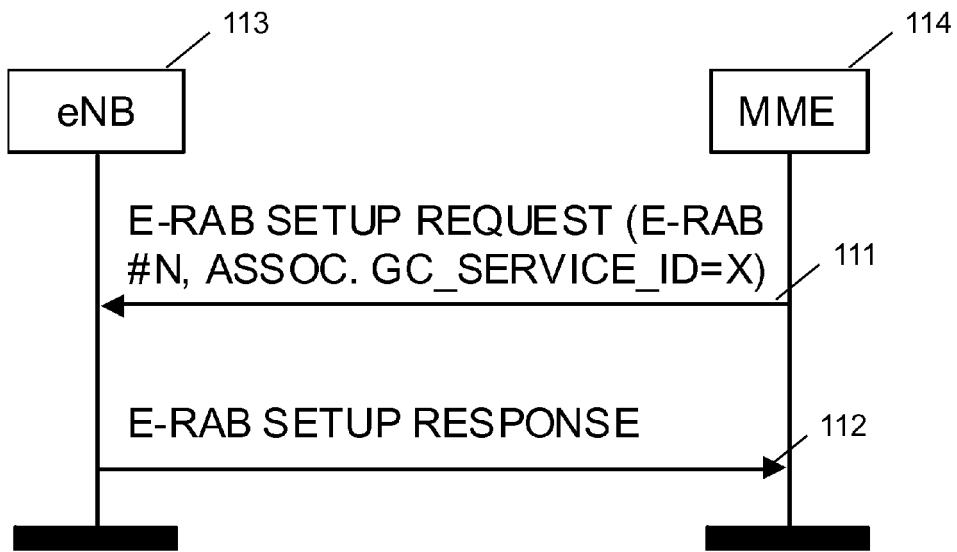 113
114
eNB
MME
E-RAB SETUP REQUEST (E-RAB
#N, ASSOC. GC_SERVICE_ID=X)
111
E-RAB SETUP RESPONSE
112